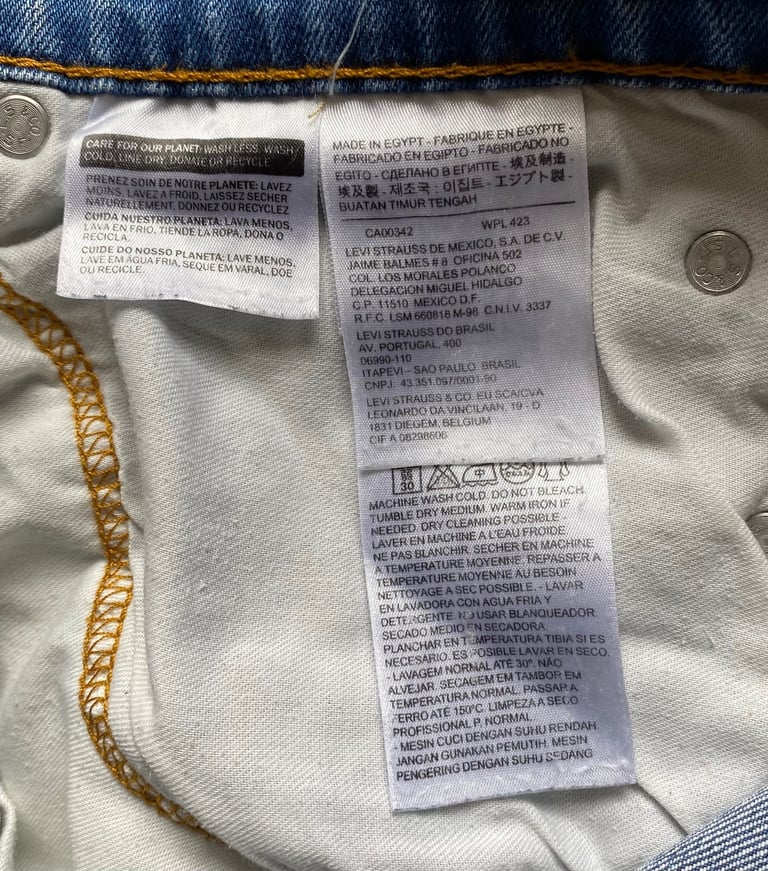 CARE FOR OUR PLANET: WASH LESS, WASH
COLD, LINE DRY, DONATE OR RECYCLE
PRENEZ SOIN DE NOTRE PLANETE: LAVEZ
MOINS, LAVEZ A FROID, LAISSEZ SECHER
NATURELLEMENT, DONNEZ OU RECYCLEZ
CUIDA NUESTRO PLANETA: LAVA MENOS,
LAVA EN AGUA FRIA, TIENDE LA ROPA, DONA O
RECICLA.
CUIDE DO NOSSO PLANETA: LAVE MENOS,
LAVE EM ÁGUA FRIA, SEQUE EM VARAL, DOE
OU RECICLE.
MADE IN EGYPT - FABRIQUE EN EGYPTE -
FABRICADO EN EGIPTO - FABRICADO NO
EGITO - СДЕЛАНО В ЕГИПТЕ - 埃及制造 -
埃及製 - 제조국 : 이집트 - エジプト製 -
BUATAN TIMUR TENGAH
CA00342 WPL 423
LEVI STRAUSS DE MEXICO, S.A. DE C.V.
JAIME BALMES # 8 OFICINA 502
COL. LOS MORALES POLANCO
DELEGACION MIGUEL HIDALGO
C.P. 11510 MEXICO D.F.
R.F.C. LSM 660818 M-98 C.N.I.V. 3337
LEVI STRAUSS DO BRASIL
AV. PORTUGAL, 400
06990-110
ITAPEVI - SAO PAULO BRASIL
CNPJ: 43.351.097/0001-96
LEVI STRAUSS & CO. EU SCA/CVA
LEONARDO DA VINCILAAN, 19 - D
1831 DIEGEM, BELGIUM
CIF A 08298606
30 中
MACHINE WASH COLD. DO NOT BLEACH.
TUMBLE DRY MEDIUM. WARM IRON IF
NEEDED. DRY CLEANING POSSIBLE -
LAVER EN MACHINE A L'EAU FROIDE
NE PAS BLANCHIR. SECHER EN MACHINE
A TEMPERATURE MOYENNE. REPASSER A
TEMPERATURE MOYENNE AU BESOIN
NETTOYAGE A SEC POSSIBLE. - LAVAR
EN LAVADORA CON AGUA FRIA Y
DETERGENTE. NO USAR BLANQUEADOR.
SECADO MEDIO EN SECADORA
PLANCHAR EN TEMPERATURA TIBIA SI ES
NECESARIO. ES POSIBLE LAVAR EN SECO.
- LAVAGEM NORMAL ATÉ 30°. NÃO
ALVEJAR. SECAGEM EM TAMBOR EM
TEMPERATURA NORMAL. PASSAR A
FERRO ATÉ 150°C. LIMPEZA A SECO
PROFISSIONAL P. NORMAL
- MESIN CUCI DENGAN SUHU RENDAH
JANGAN GUNAKAN PEMUTIH. MESIN
PENGERING DENGAN SUHU SEDANG